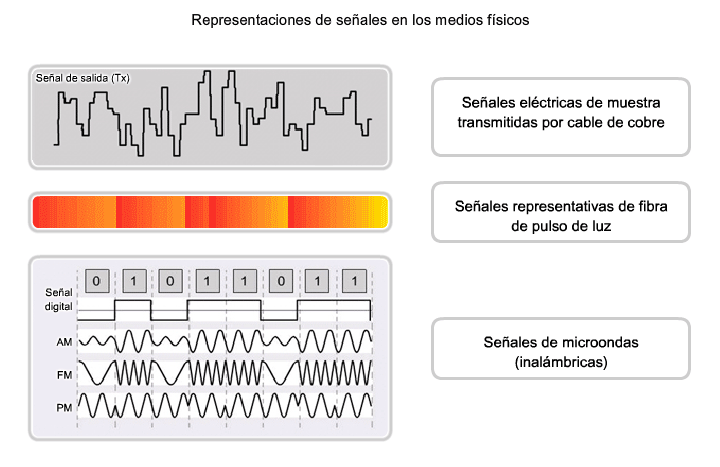 Representaciones de señales en los medios físicos
Señal de salida (Tx)
Señales eléctricas de muestra
transmitidas por cable de cobre
Señales representativas de fibra
de pulso de luz
0 1 0 1 1 0 1 1
Señal
digital
AM
FM
PM
Señales de microondas
(inalámbricas)